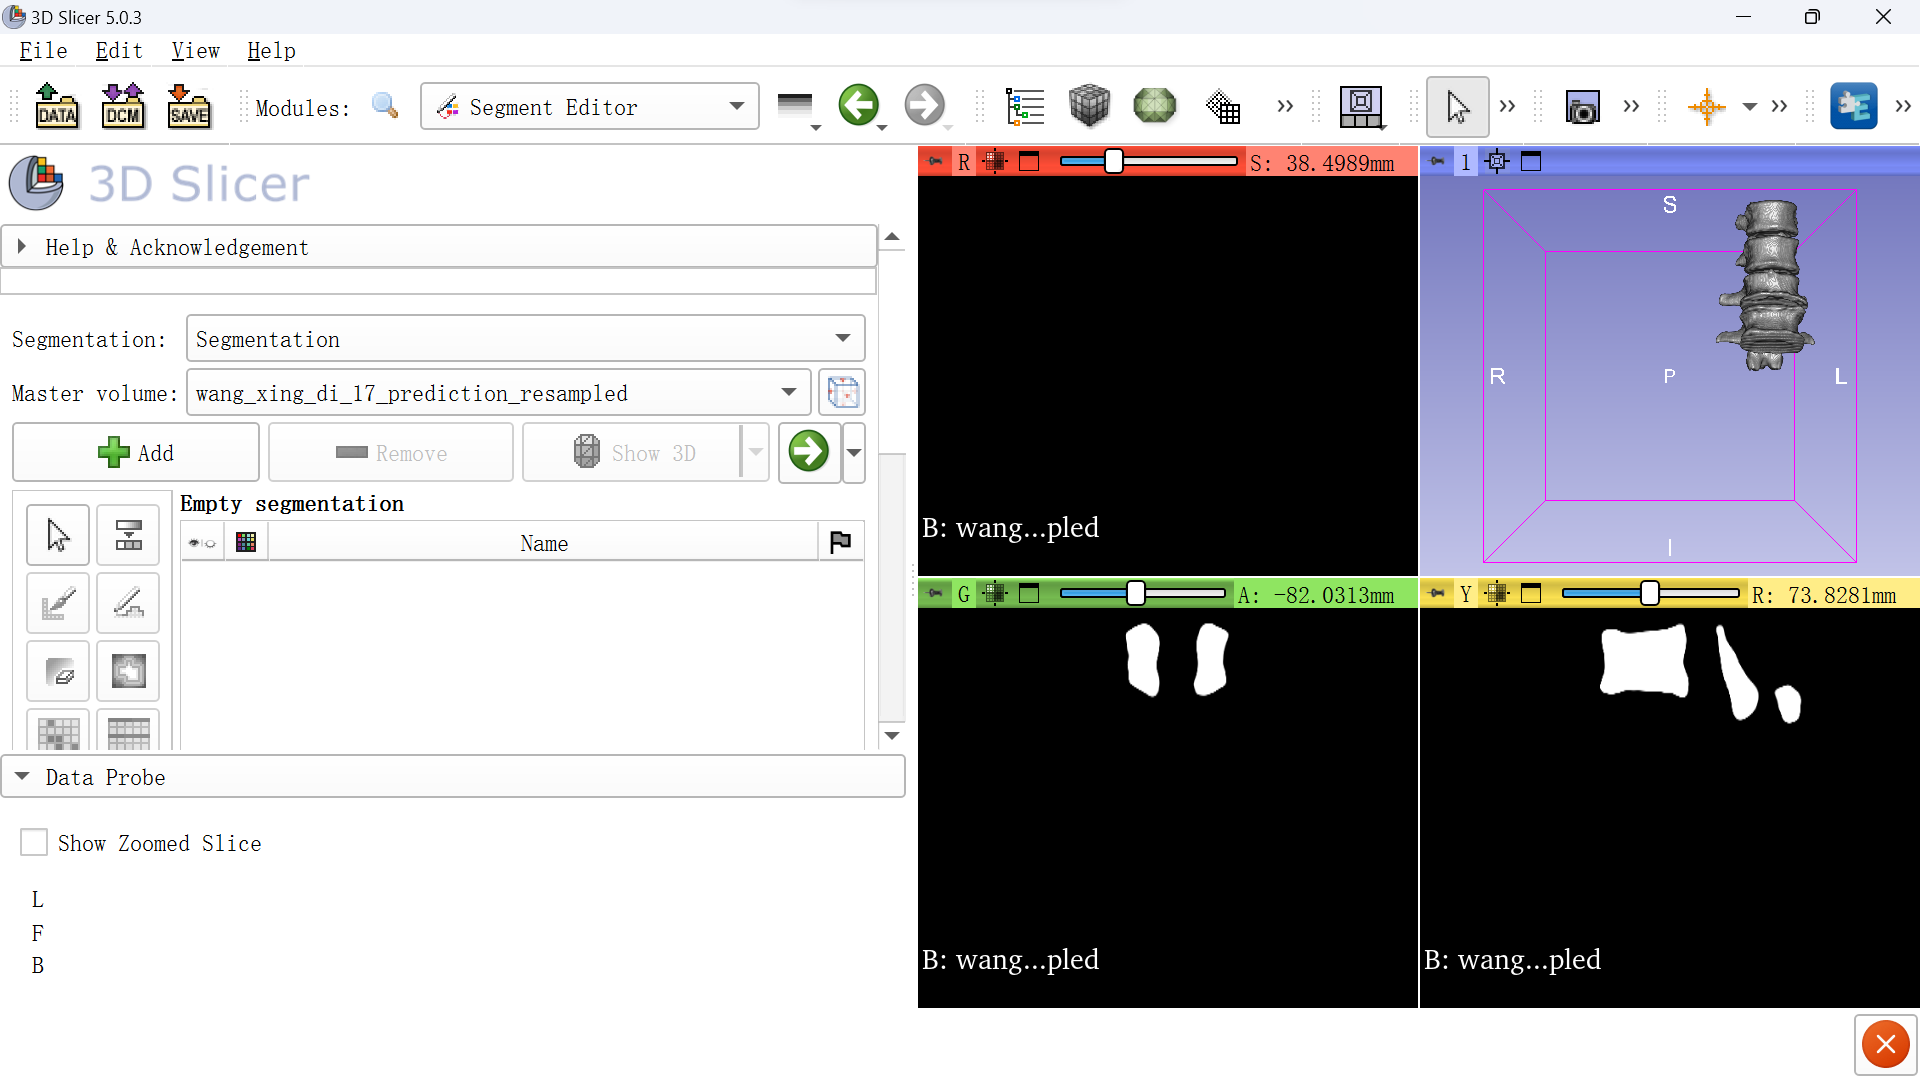 3D Slicer 5.0.3
File Edit View Help
DATA DCM SAVE Modules: Segment Editor
3D Slicer
Help & Acknowledgement
Segmentation: Segmentation
Master volume: wang_xing_di_17_prediction_resampled
Add Remove Show 3D
Empty segmentation
Name
Data Probe
Show Zoomed Slice
L
F
B
R S: 38.4989mm
B: wang...pled
1
S
R P L
I
G A: -82.0313mm
B: wang...pled
Y R: 73.8281mm
B: wang...pled